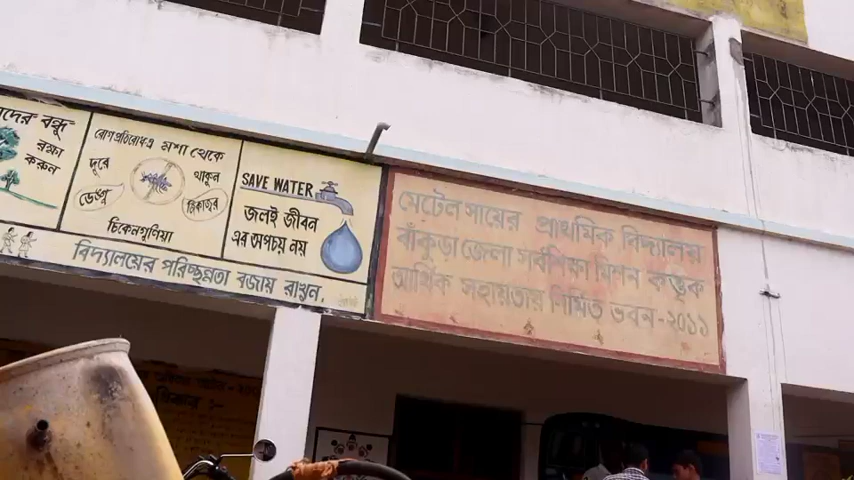 দের বন্ধু
রক্ষা
করুন
রোগ প্রতিরোধএ মশা থেকে
দূরে
থাকুন
ডেঙ্গু
চিকেনগুনিয়া
SAVE WATER
জলই জীবন
এর অপচয় নয়
বিদ্যালয়ের পরিচ্ছন্নতা বজায় রাখুন.
মেটেল সায়ের প্রাথমিক বিদ্যালয়
বাঁকুড়া জেলা সর্বশিক্ষা মিশন কর্ত্তৃক
আর্থিক সহায়তায় নির্মিত ভবন-২০১১